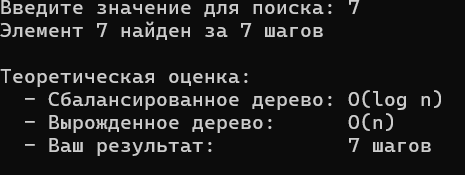 Введите значение для поиска: 7
Элемент 7 найден за 7 шагов
Теоретическая оценка:
- Сбалансированное дерево: O(log n)
- Вырожденное дерево: O(n)
- Ваш результат: 7 шагов